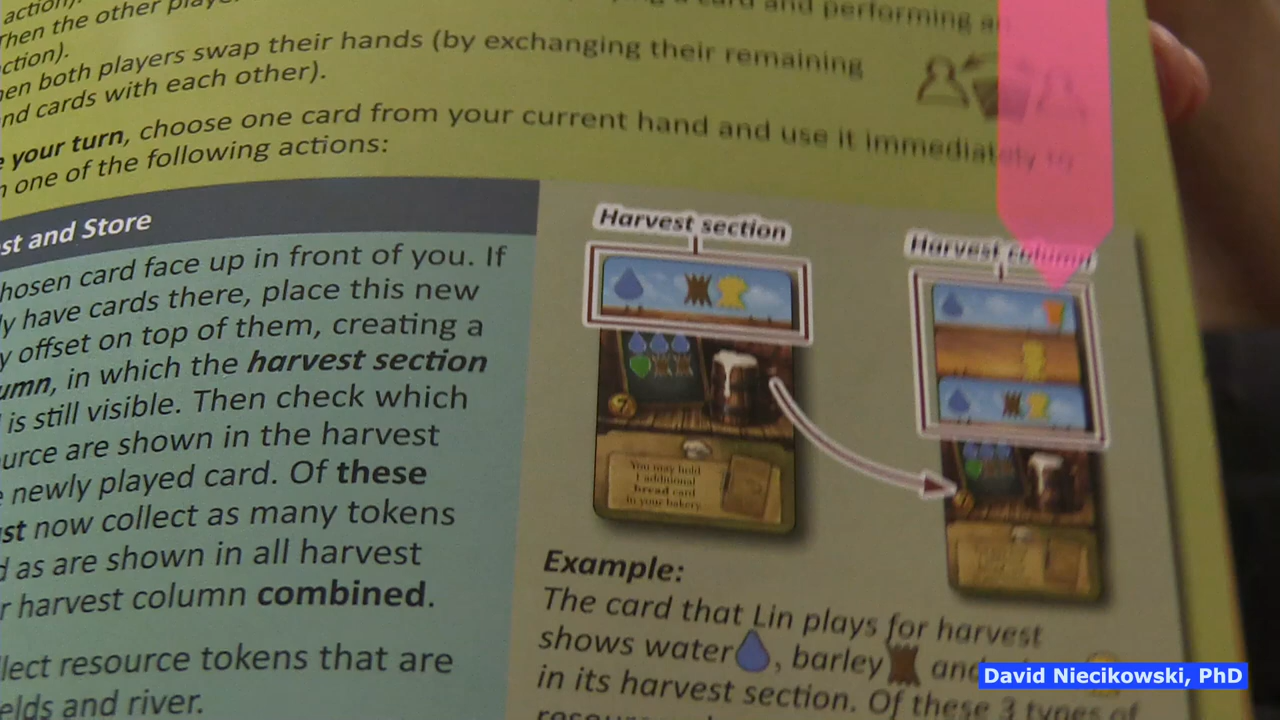 action).
Then the other
ction).
and performing an
en both players swap their hands (by exchanging their remaining
nd cards with each other).
your turn, choose one card from your current hand and use it immediately to
one of the following actions:
st and Store
hosen card face up in front of you. If
ly have cards there, place this new
y offset on top of them, creating a
umn, in which the harvest section
is still visible. Then check which
urce are shown in the harvest
newly played card. Of these
st now collect as many tokens
d as are shown in all harvest
r harvest column combined.
llect resource tokens that are
elds and river.
Harvest section
7
You may hold
1 additional
bread card
in your bakery.
Harvest column
Example:
The card that Lin plays for harvest
shows water, barley and
in its harvest section. Of these 3 types of
David Niecikowski, PhD